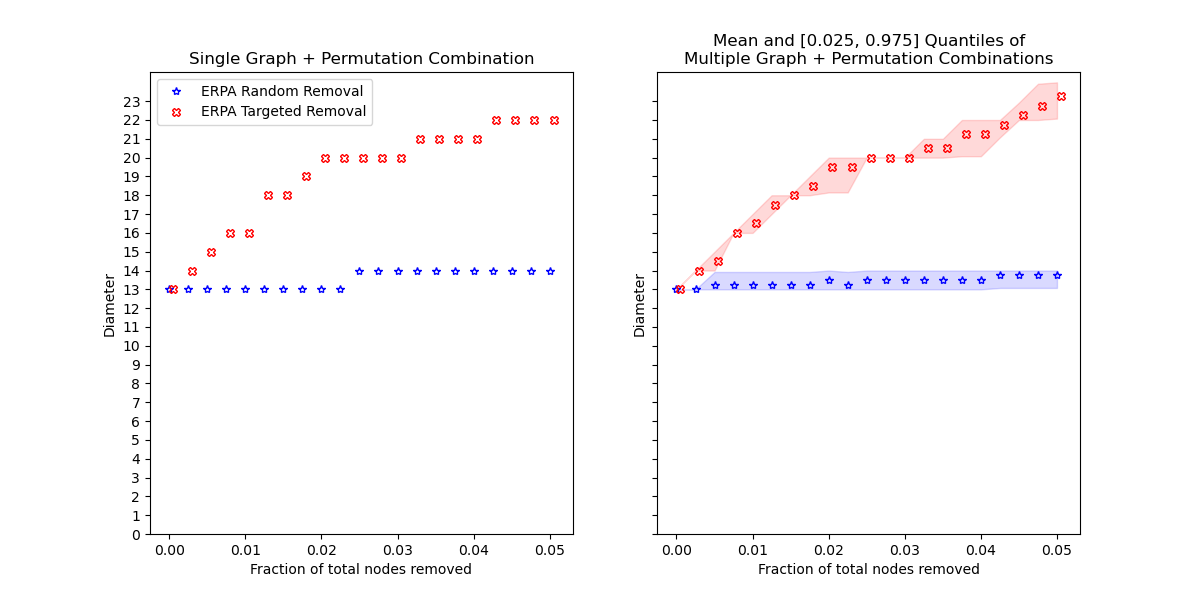 Single Graph + Permutation Combination
ERPA Random Removal
ERPA Targeted Removal
23
22
21
20
19
18
17
16
15
14
13
12
11
10
9
8
7
6
5
4
3
2
1
0
Diameter
0.00 0.01 0.02 0.03 0.04 0.05
Fraction of total nodes removed
Mean and [0.025, 0.975] Quantiles of
Multiple Graph + Permutation Combinations
Diameter
0.00 0.01 0.02 0.03 0.04 0.05
Fraction of total nodes removed